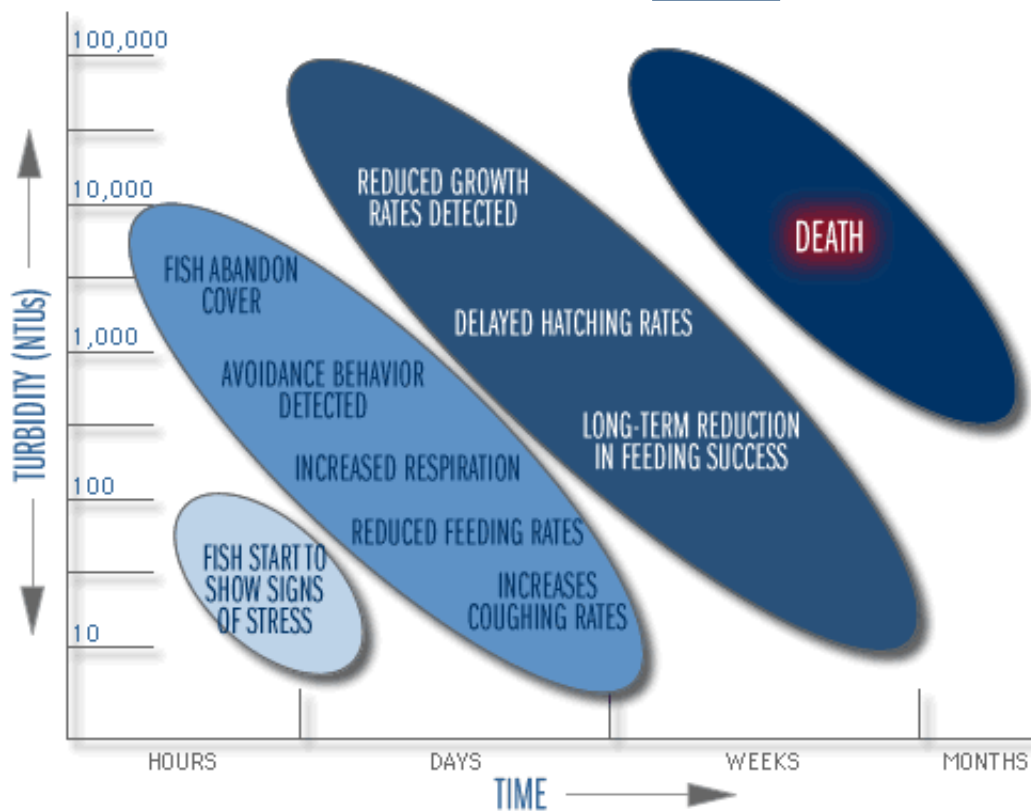 100,000
10,000
1,000
100
10
TURBIDITY (NTUs)
REDUCED GROWTH
RATES DETECTED
DEATH
FISH ABANDON
COVER
DELAYED HATCHING RATES
AVOIDANCE BEHAVIOR
DETECTED
LONG-TERM REDUCTION
IN FEEDING SUCCESS
INCREASED RESPIRATION
REDUCED FEEDING RATES
FISH START TO
SHOW SIGNS
OF STRESS
INCREASES
COUGHING RATES
HOURS
DAYS
WEEKS
MONTHS
TIME